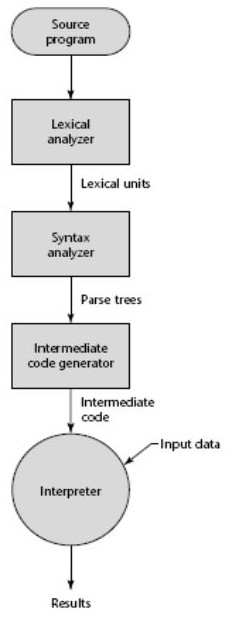 Source
program
Lexical
analyzer
Lexical units
Syntax
analyzer
Parse trees
Intermediate
code generator
Intermediate
code
Input data
Interpreter
Results